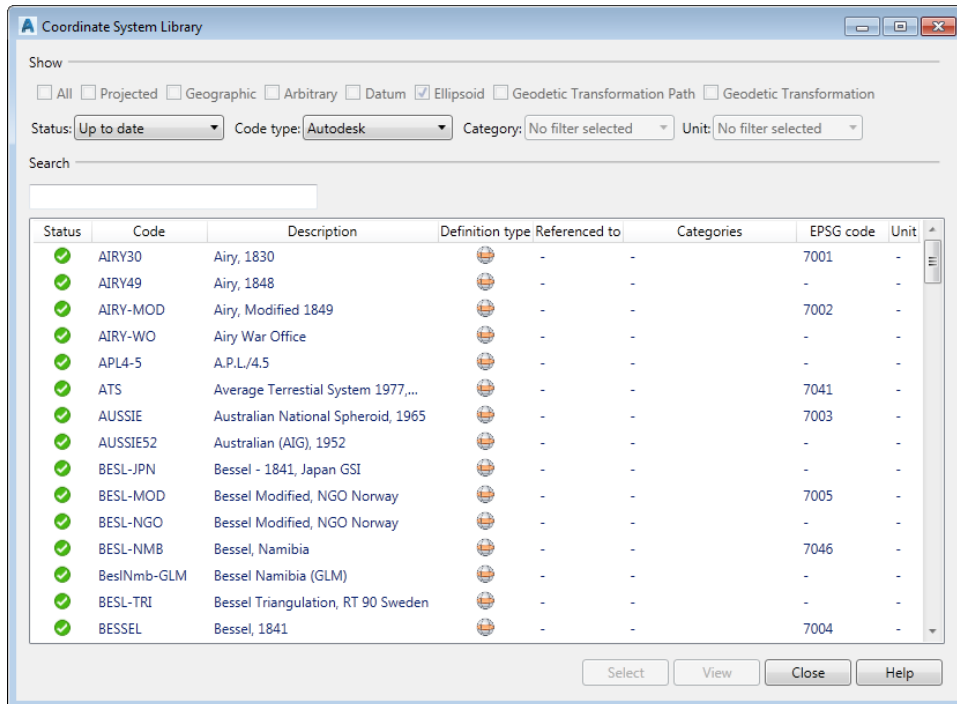 Coordinate System Library
Show
All Projected Geographic Arbitrary Datum Ellipsoid Geodetic Transformation Path Geodetic Transformation
Status: Up to date Code type: Autodesk Category: No filter selected Unit: No filter selected
Search
Status Code Description Definition type Referenced to Categories EPSG code Unit
AIRY30 Airy, 1830 - - 7001 -
AIRY49 Airy, 1848 - - - -
AIRY-MOD Airy, Modified 1849 - - 7002 -
AIRY-WO Airy War Office - - - -
APL4-5 A.P.L./4.5 - - - -
ATS Average Terrestial System 1977,... - - 7041 -
AUSSIE Australian National Spheroid, 1965 - - 7003 -
AUSSIE52 Australian (AIG), 1952 - - - -
BESL-JPN Bessel - 1841, Japan GSI - - - -
BESL-MOD Bessel Modified, NGO Norway - - 7005 -
BESL-NGO Bessel Modified, NGO Norway - - - -
BESL-NMB Bessel, Namibia - - 7046 -
BeslNmb-GLM Bessel Namibia (GLM) - - - -
BESL-TRI Bessel Triangulation, RT 90 Sweden - - - -
BESSEL Bessel, 1841 - - 7004 -
Select View Close Help